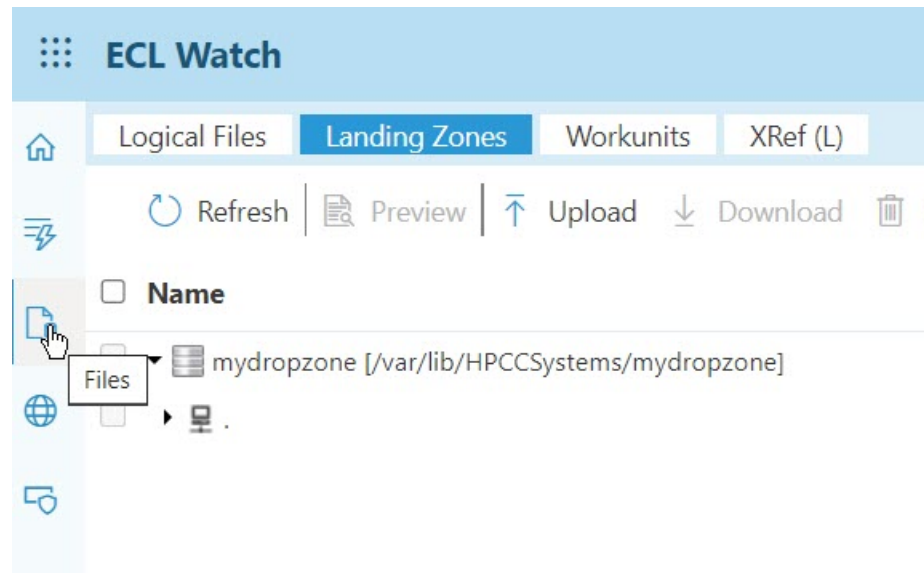 ECL Watch
Logical Files Landing Zones Workunits XRef (L)
Refresh Preview Upload Download
Name
mydropzone [/var/lib/HPCCSystems/mydropzone]
Files
.